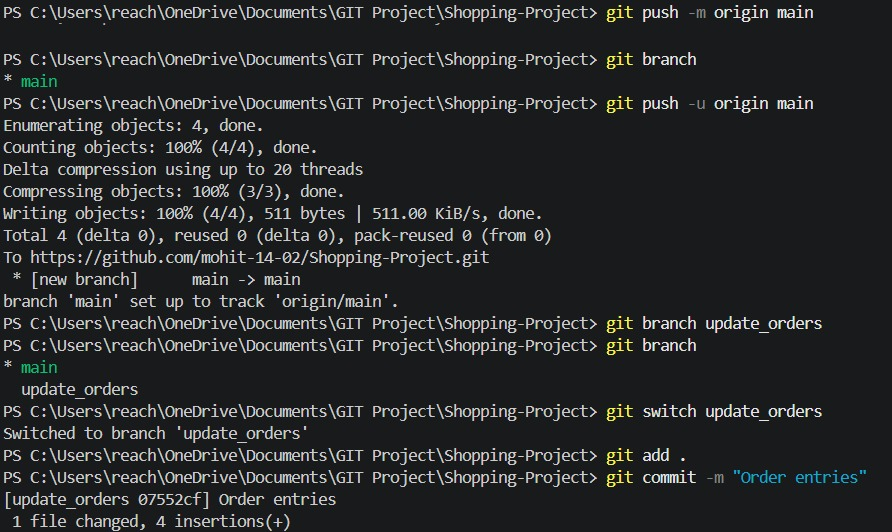 PS C:\Users\reach\OneDrive\Documents\GIT Project\Shopping-Project> git push -m origin main
PS C:\Users\reach\OneDrive\Documents\GIT Project\Shopping-Project> git branch
* main
PS C:\Users\reach\OneDrive\Documents\GIT Project\Shopping-Project> git push -u origin main
Enumerating objects: 4, done.
Counting objects: 100% (4/4), done.
Delta compression using up to 20 threads
Compressing objects: 100% (3/3), done.
Writing objects: 100% (4/4), 511 bytes | 511.00 KiB/s, done.
Total 4 (delta 0), reused 0 (delta 0), pack-reused 0 (from 0)
To https://github.com/mohit-14-02/Shopping-Project.git
 * [new branch]      main -> main
branch 'main' set up to track 'origin/main'.
PS C:\Users\reach\OneDrive\Documents\GIT Project\Shopping-Project> git branch update_orders
PS C:\Users\reach\OneDrive\Documents\GIT Project\Shopping-Project> git branch
* main
  update_orders
PS C:\Users\reach\OneDrive\Documents\GIT Project\Shopping-Project> git switch update_orders
Switched to branch 'update_orders'
PS C:\Users\reach\OneDrive\Documents\GIT Project\Shopping-Project> git add .
PS C:\Users\reach\OneDrive\Documents\GIT Project\Shopping-Project> git commit -m "Order entries"
[update_orders 07552cf] Order entries
 1 file changed, 4 insertions(+)